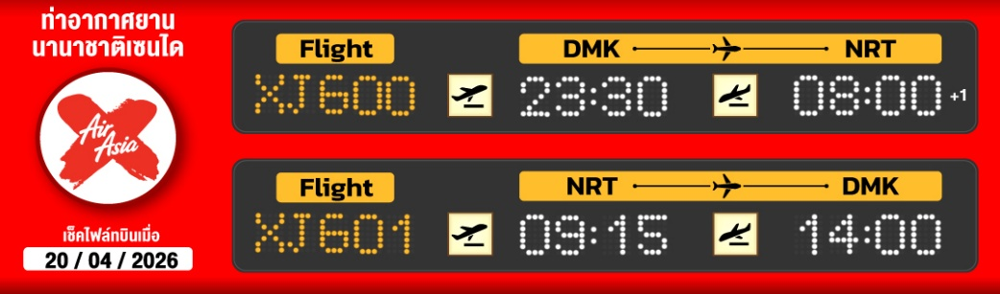 ท่าอากาศยาน
นานาชาติเซนได
Air
Asia
เช็คไฟล์ทบินเมื่อ
20 / 04 / 2026
Flight
DMK
NRT
XJ600
23:30
08:00
+1
Flight
NRT
DMK
XJ601
09:15
14:00